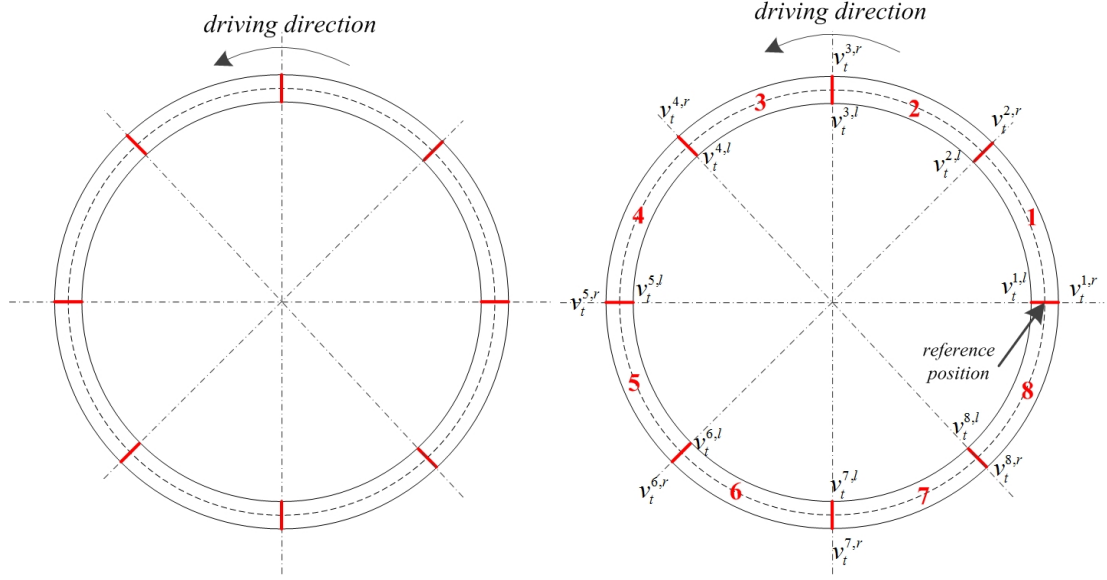 driving direction
driving direction
v_t^{3,r}
3
2
v_t^{4,r}
v_t^{3,l}
v_t^{2,r}
v_t^{4,l}
v_t^{2,l}
4
1
v_t^{5,r}
v_t^{5,l}
v_t^{1,l}
v_t^{1,r}
reference
position
5
8
v_t^{6,l}
v_t^{8,l}
v_t^{6,r}
6
v_t^{7,l}
7
v_t^{8,r}
v_t^{7,r}